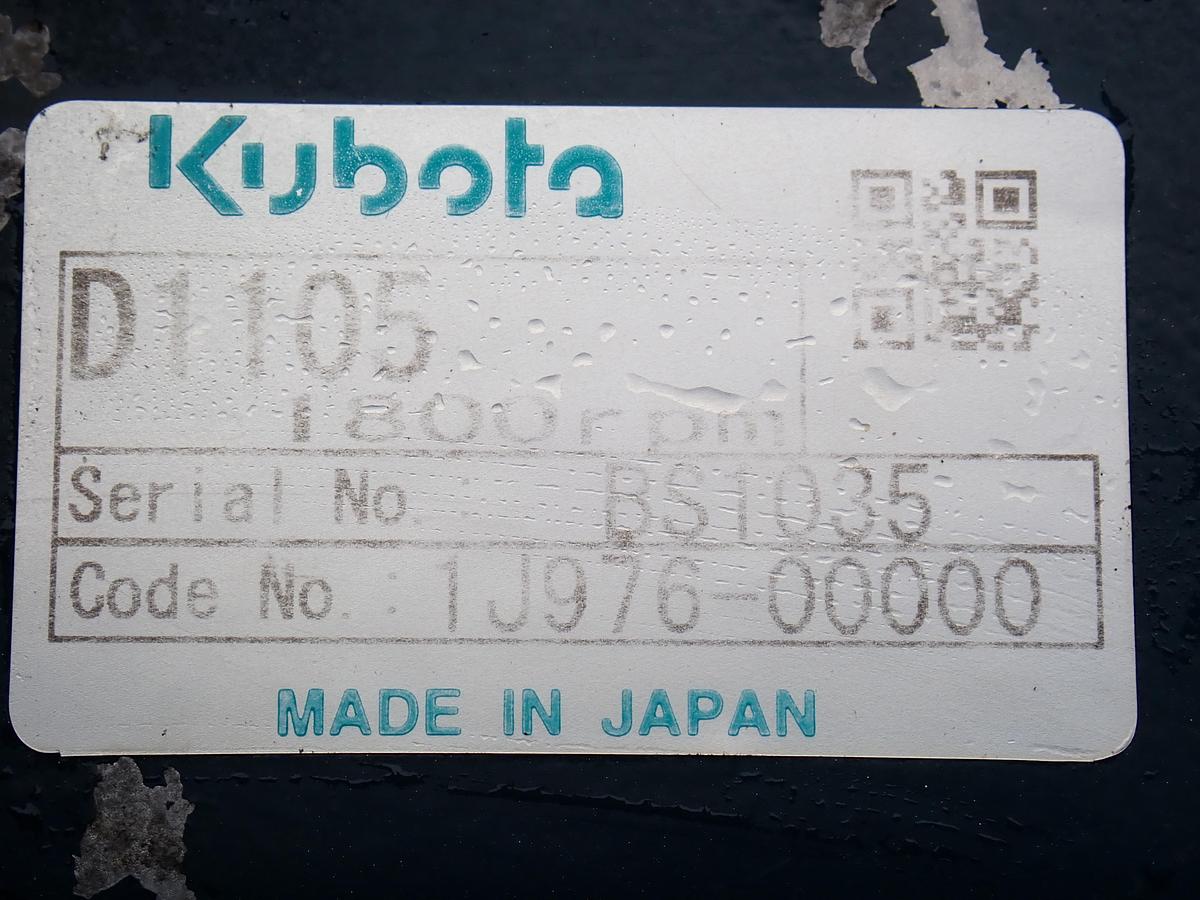 Kubota
D1105
1800rpm
Serial No. : BS1035
Code No. : 1J976-00000
MADE IN JAPAN